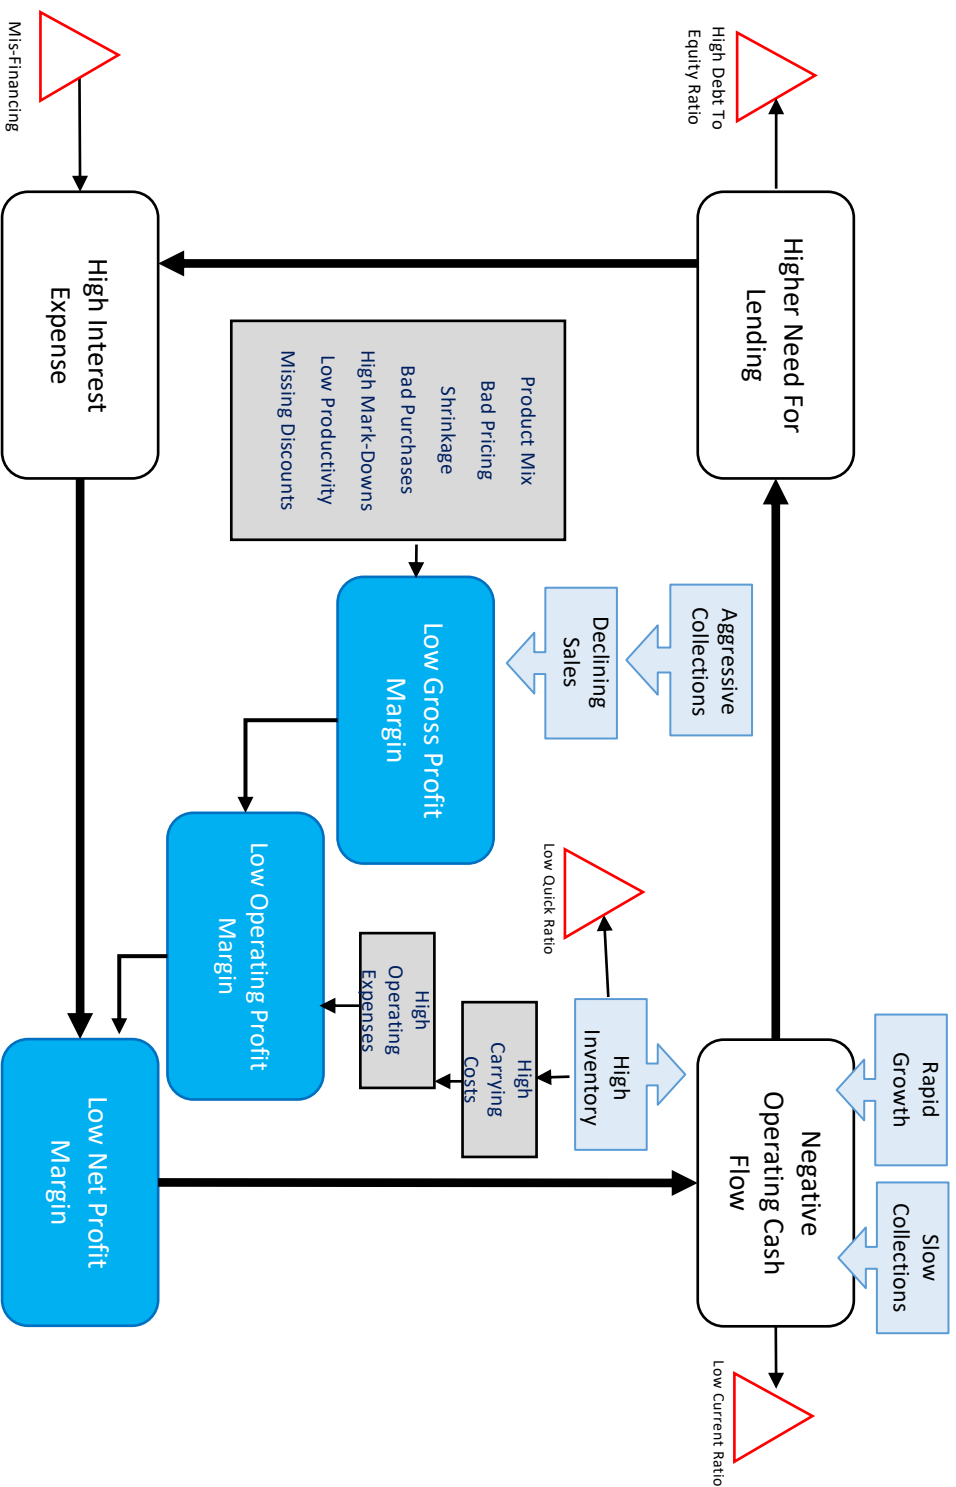 Rapid
Growth
Slow
Collections
High Debt To
Equity Ratio
Higher Need For
Lending
Negative
Operating Cash
Flow
Low Current Ratio
Aggressive
Collections
Declining
Sales
High
Inventory
Low Quick Ratio
Product Mix
Bad Pricing
Shrinkage
Bad Purchases
High Mark-Downs
Low Productivity
Missing Discounts
Low Gross Profit
Margin
High
Carrying
Costs
High
Operating
Expenses
Low Operating Profit
Margin
High Interest
Expense
Low Net Profit
Margin
Mis-Financing